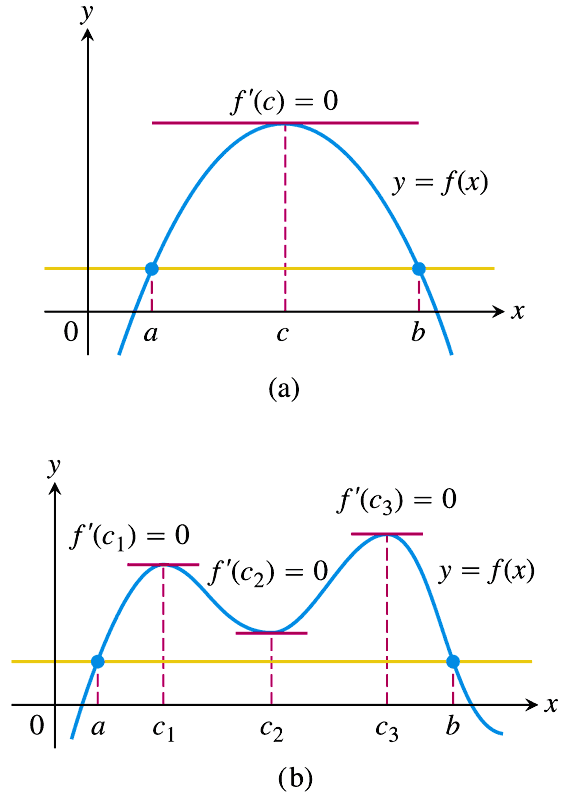 y
f′(c) = 0
y = f(x)
0 a c b x
(a)
y
f′(c₃) = 0
f′(c₁) = 0
f′(c₂) = 0 y = f(x)
0 a c₁ c₂ c₃ b x
(b)